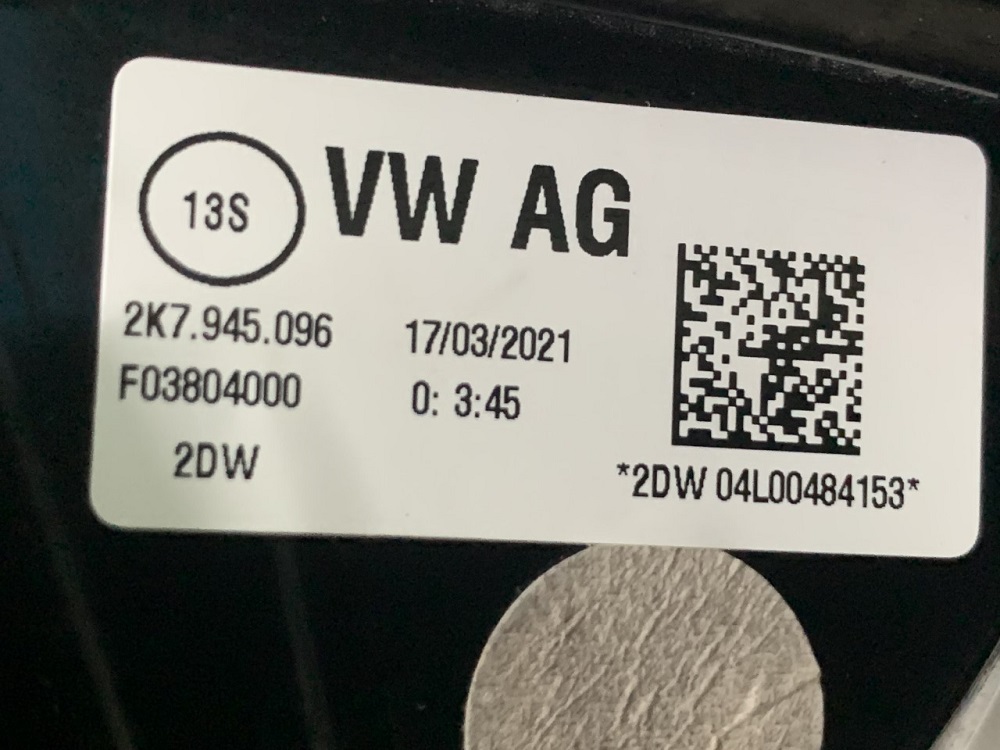 13S VW AG
2K7.945.096 17/03/2021
F03804000 0: 3:45
2DW
*2DW 04L00484153*